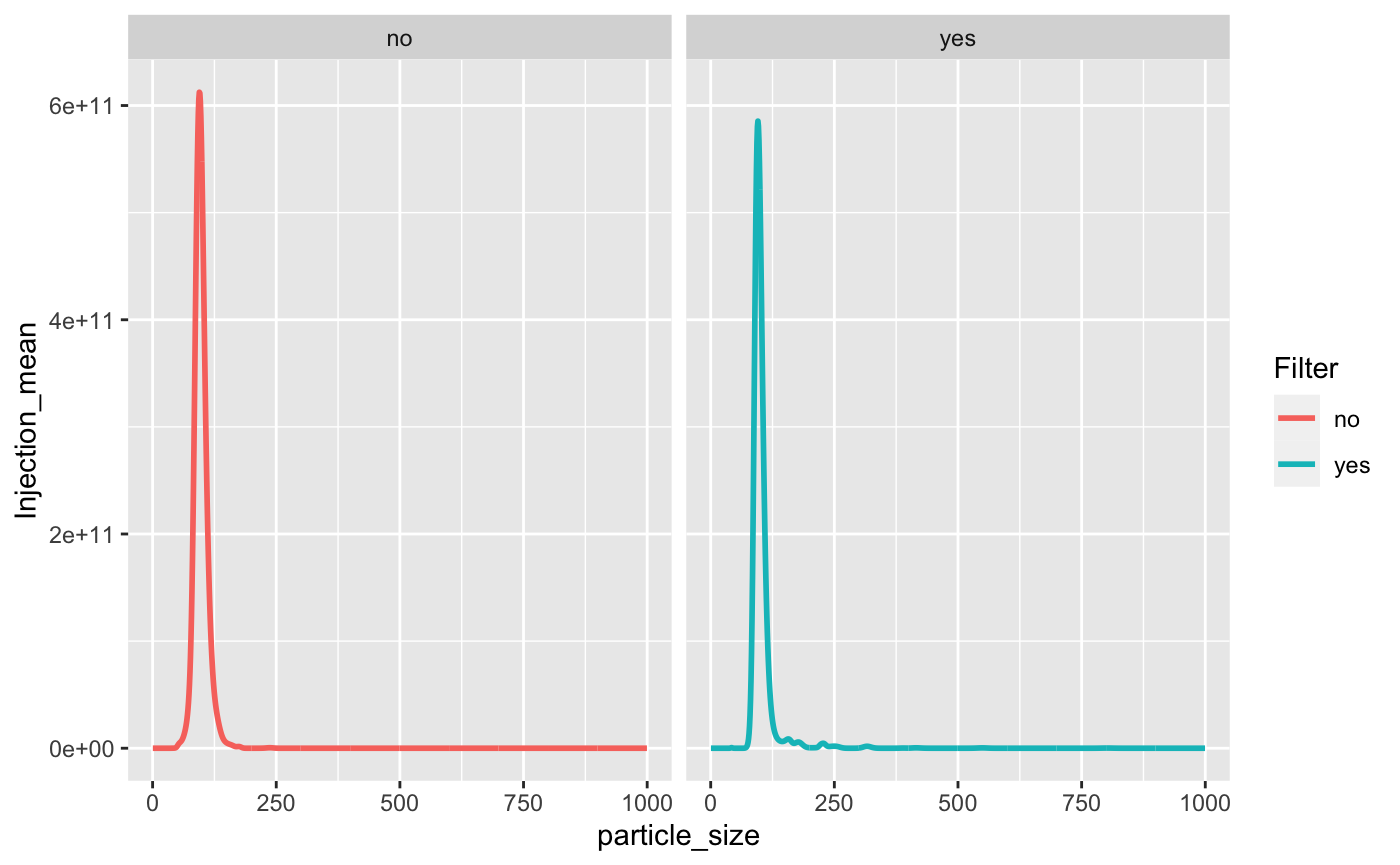 no
yes
6e+11
4e+11
2e+11
0e+00
Injection_mean
0 250 500 750 1000
0 250 500 750 1000
particle_size
Filter
no
yes